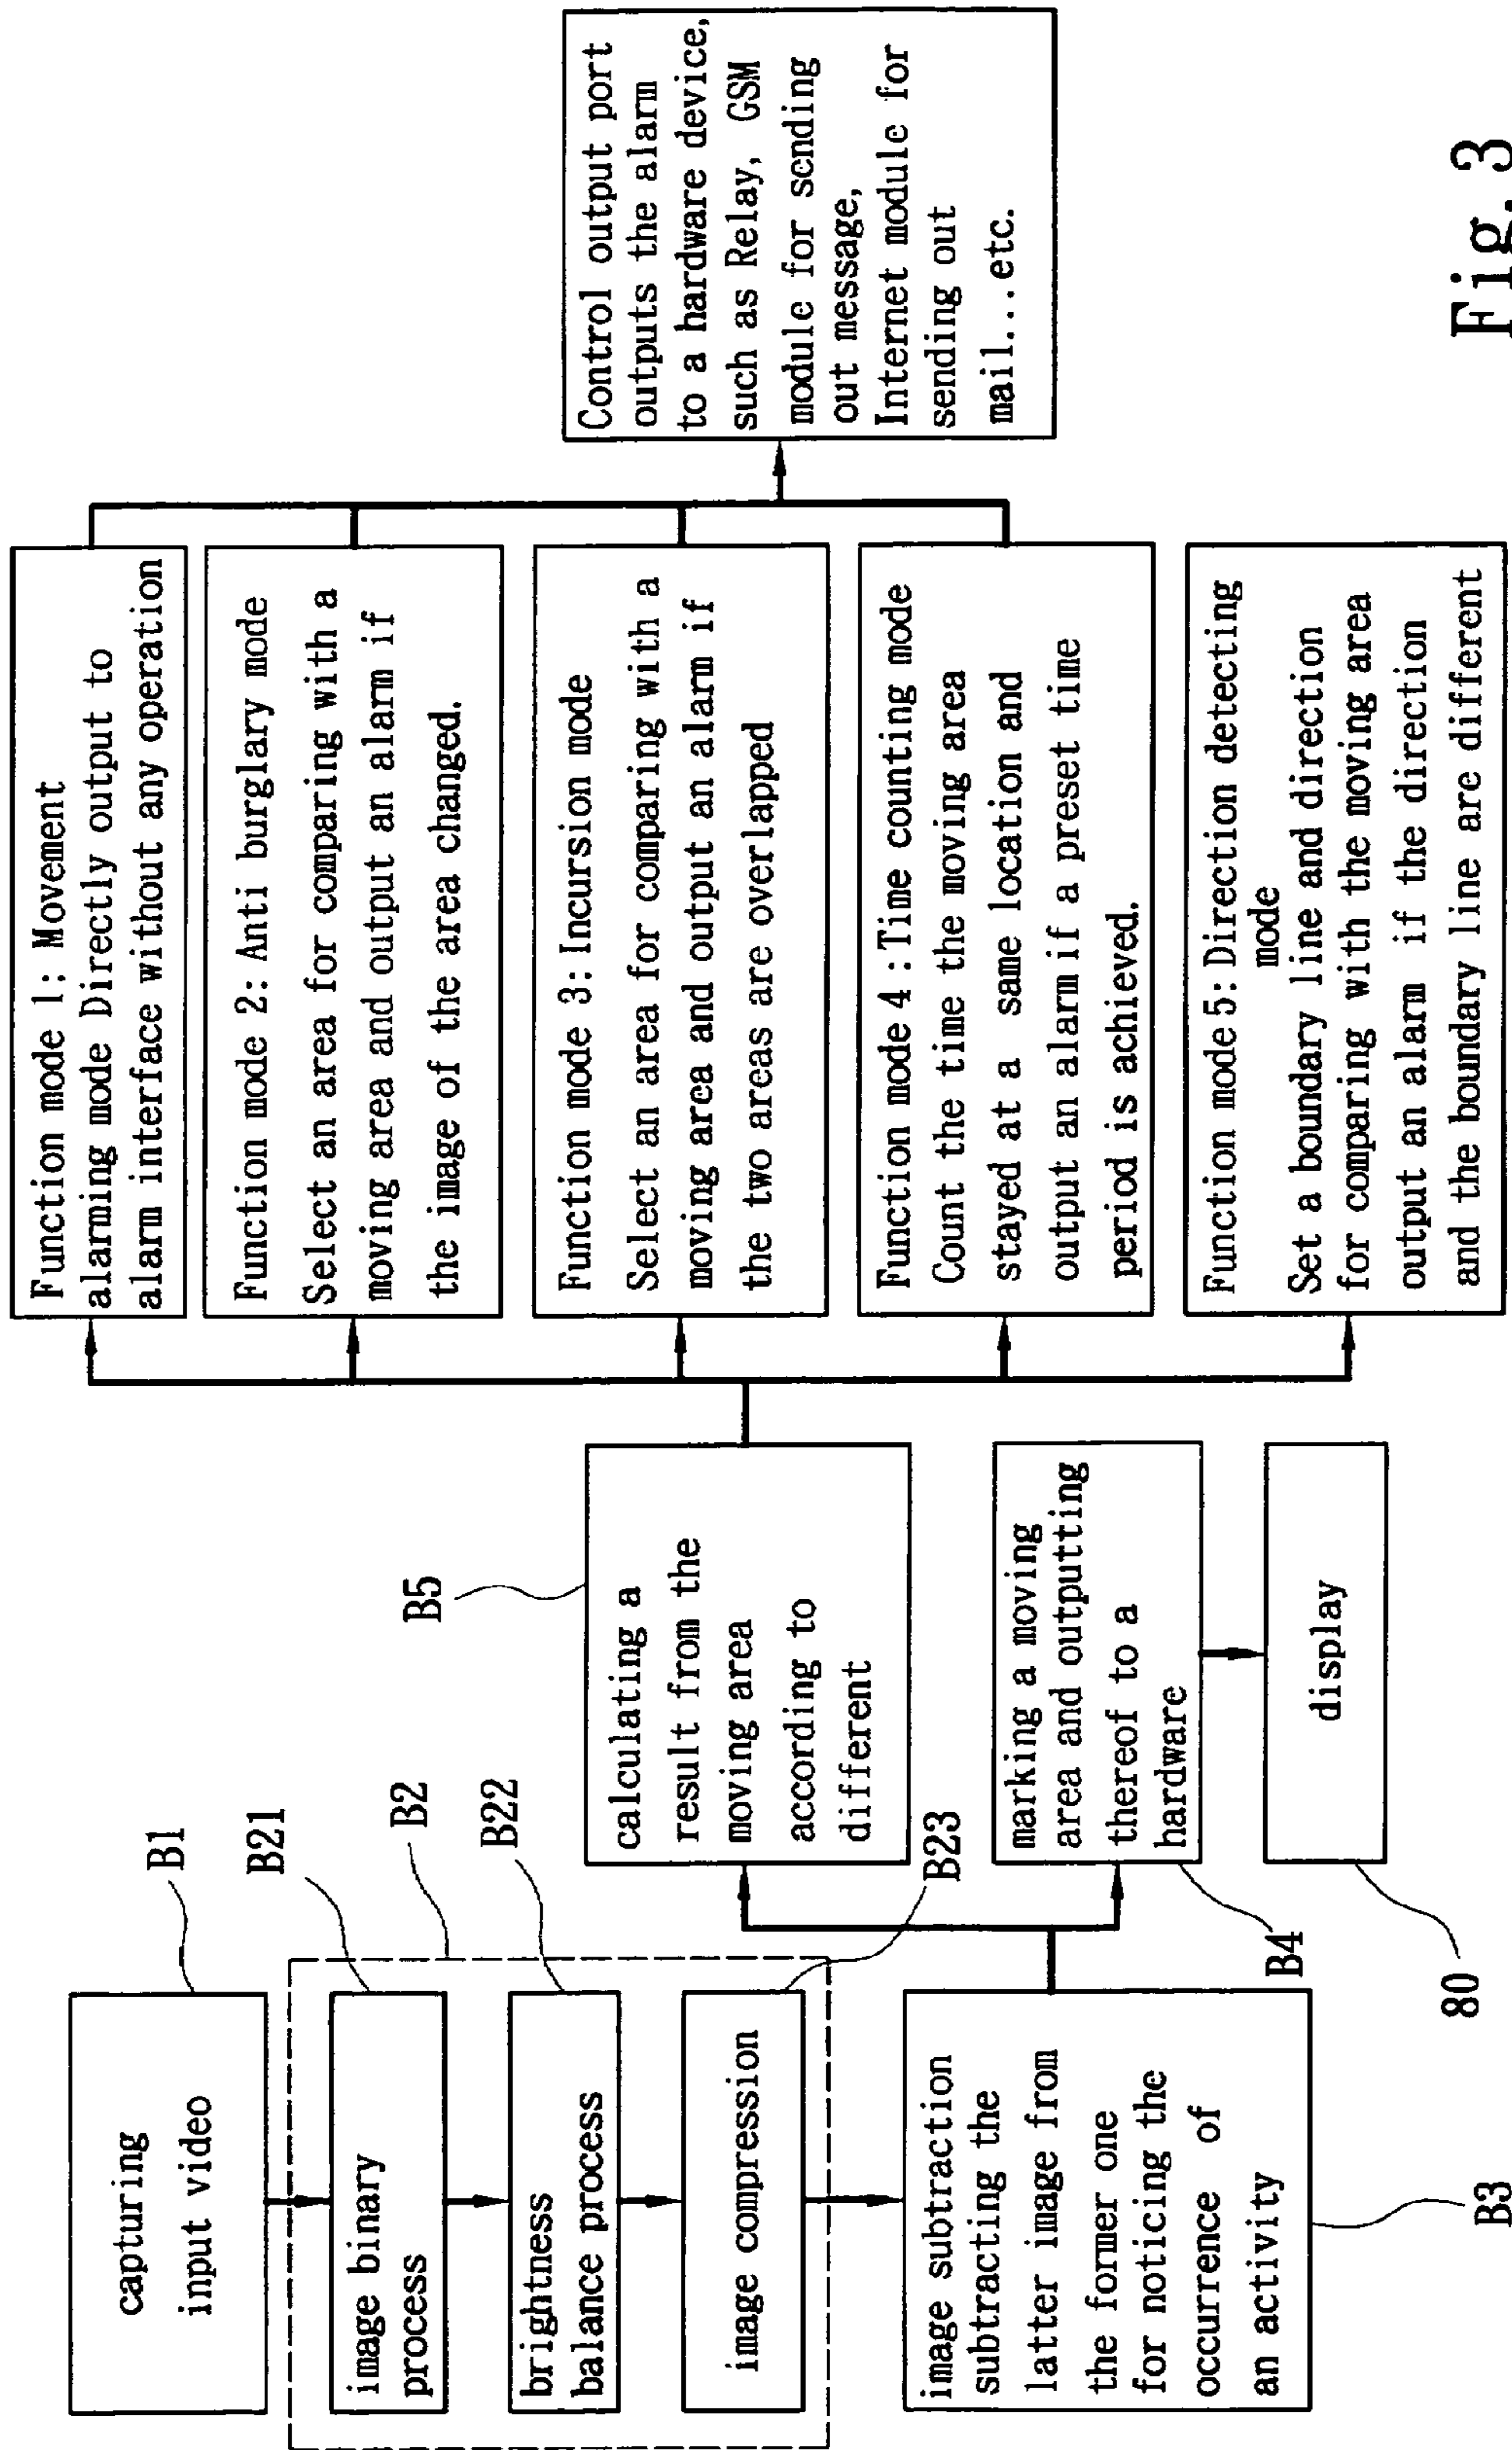 capturing
input video
B1
image binary
process
B21
B2
brightness
balance process
B22
image compression
B23
image subtraction
subtracting the
latter image from
the former one
for noticing the
occurrence of
an activity
B3
calculating a
result from the
moving area
according to
different
B5
marking a moving
area and outputting
thereof to a
hardware
B4
display
80
Function mode 1: Movement
alarming mode Directly output to
alarm interface without any operation
Function mode 2: Anti burglary mode
Select an area for comparing with a
moving area and output an alarm if
the image of the area changed.
Function mode 3: Incursion mode
Select an area for comparing with a
moving area and output an alarm if
the two areas are overlapped
Function mode 4 : Time counting mode
Count the time the moving area
stayed at a same location and
output an alarm if a preset time
period is achieved.
Function mode 5: Direction detecting
mode
Set a boundary line and direction
for comparing with the moving area
output an alarm if the direction
and the boundary line are different
Control output port
outputs the alarm
to a hardware device,
such as Relay, GSM
module for sending
out message,
Internet module for
sending out
mail...etc.
Fig. 3